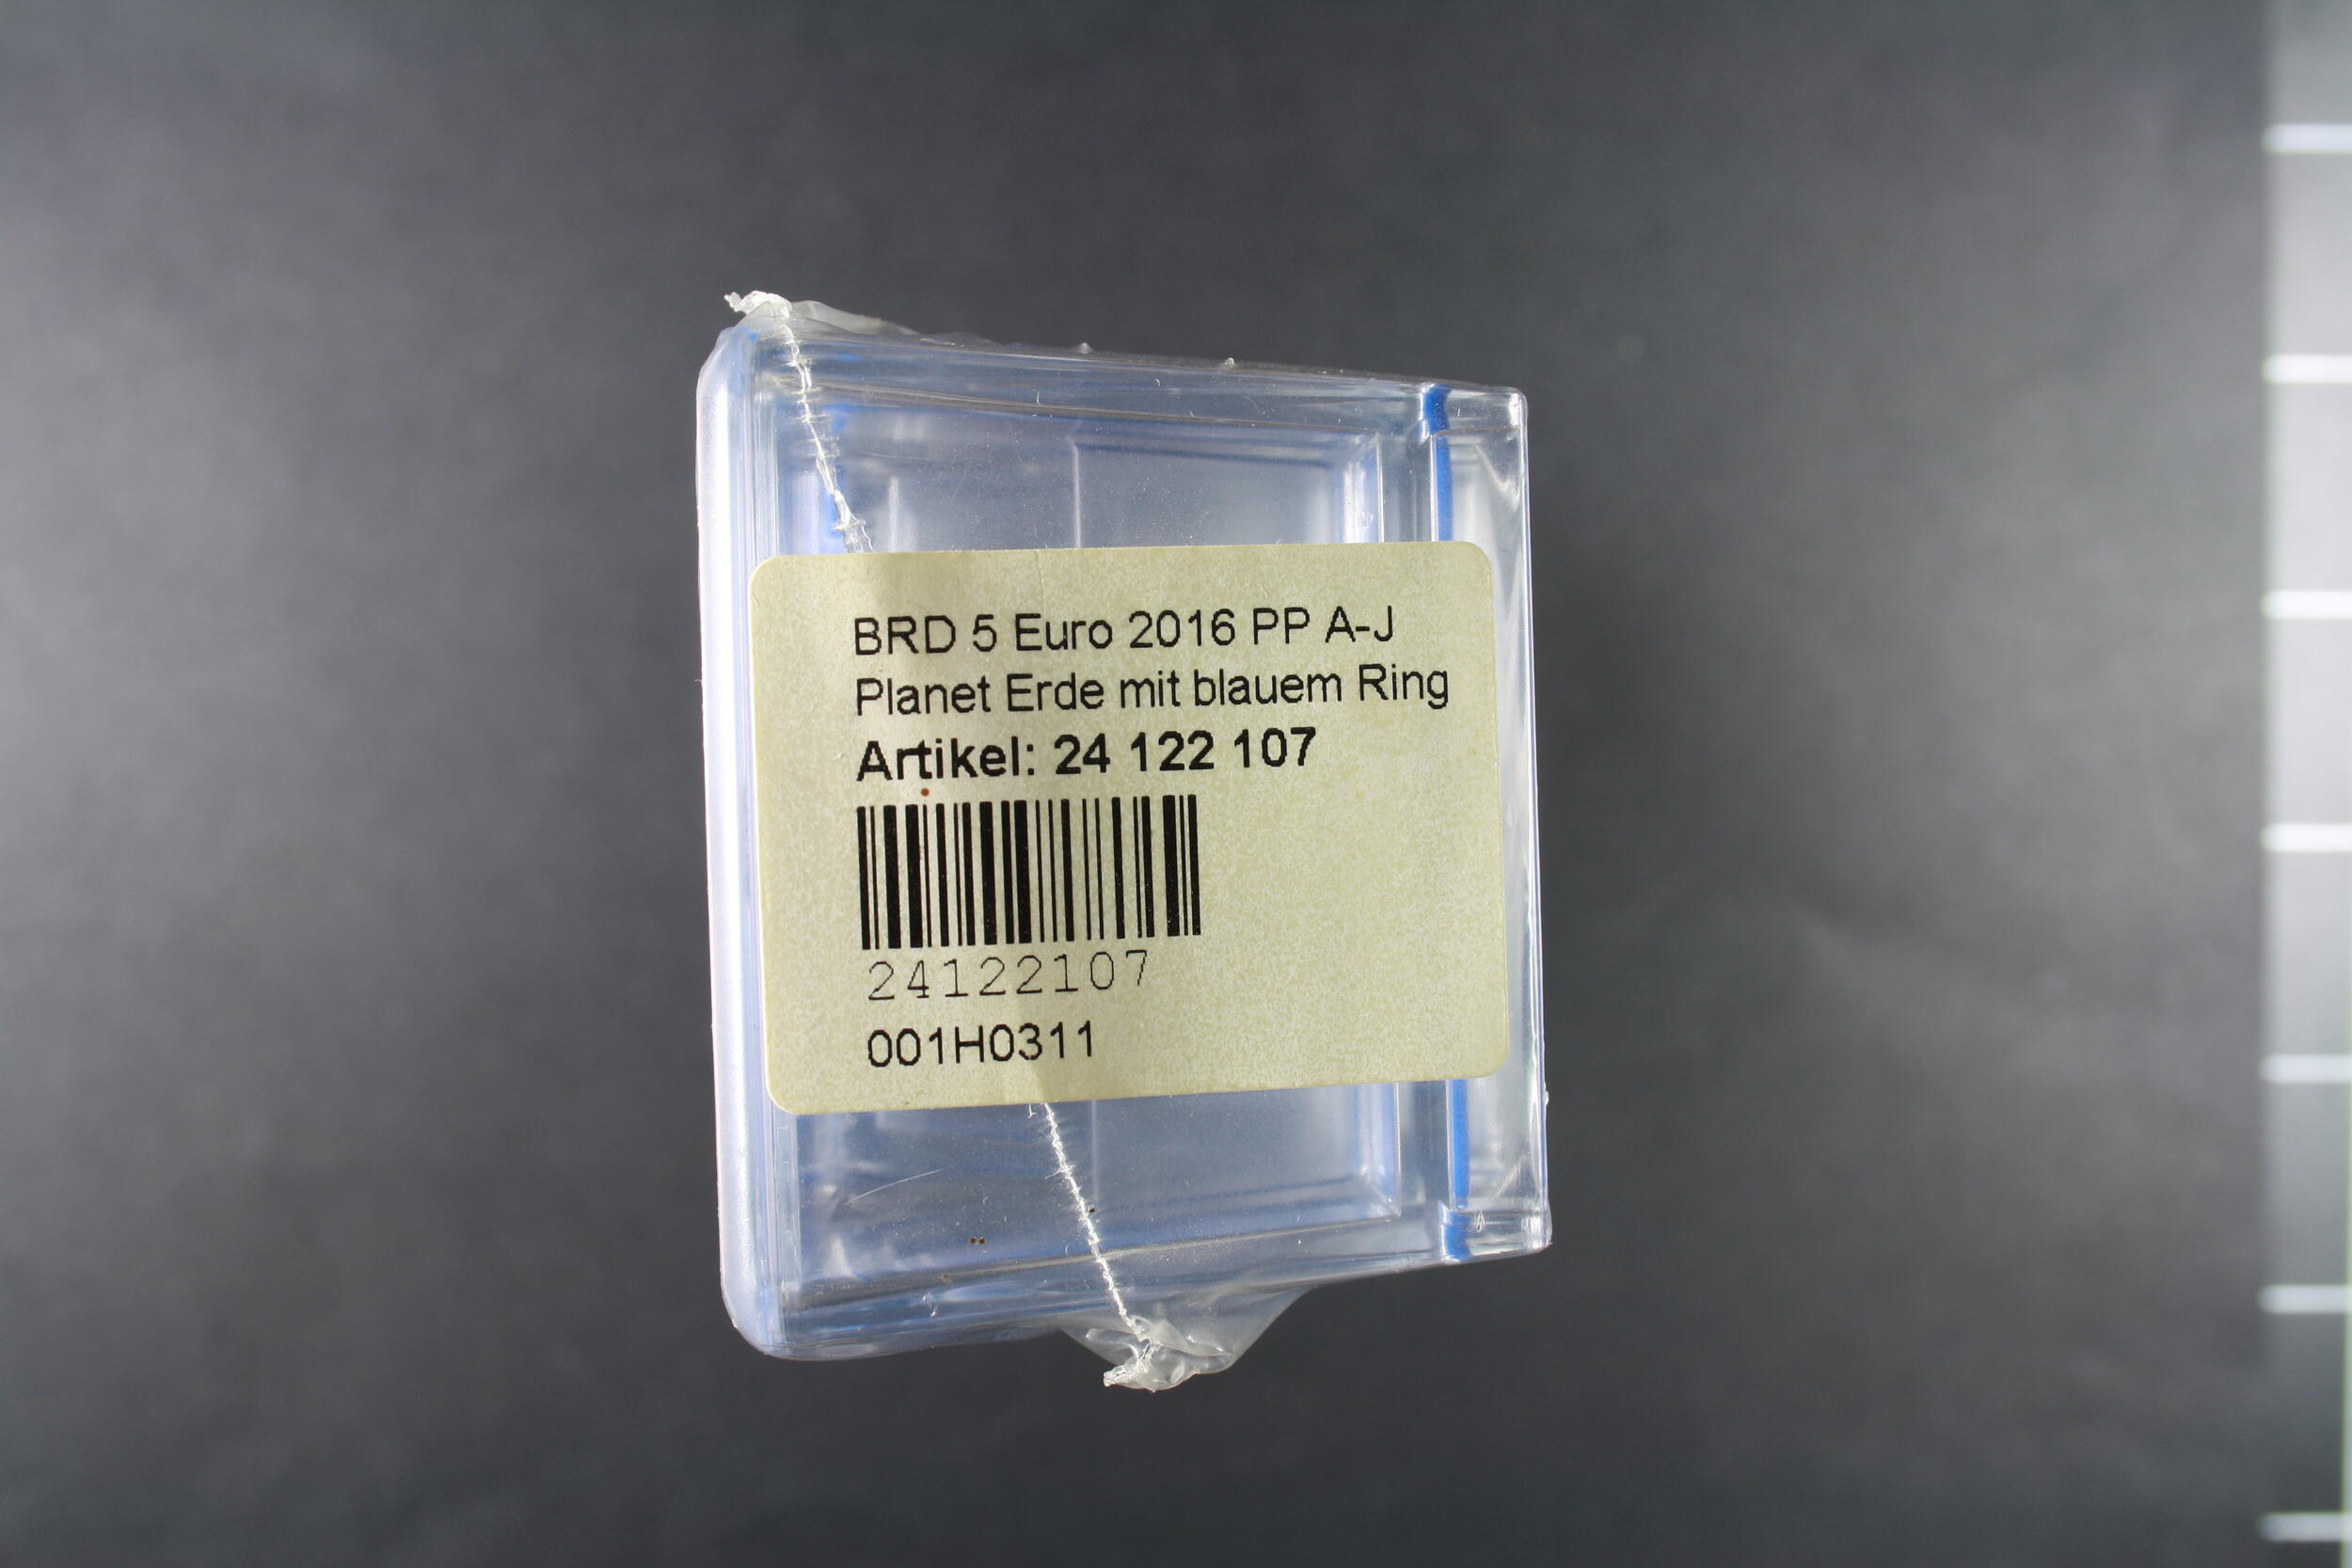 BRD 5 Euro 2016 PP A-J
Planet Erde mit blauem Ring
Artikel: 24 122 107
24122107
001H0311